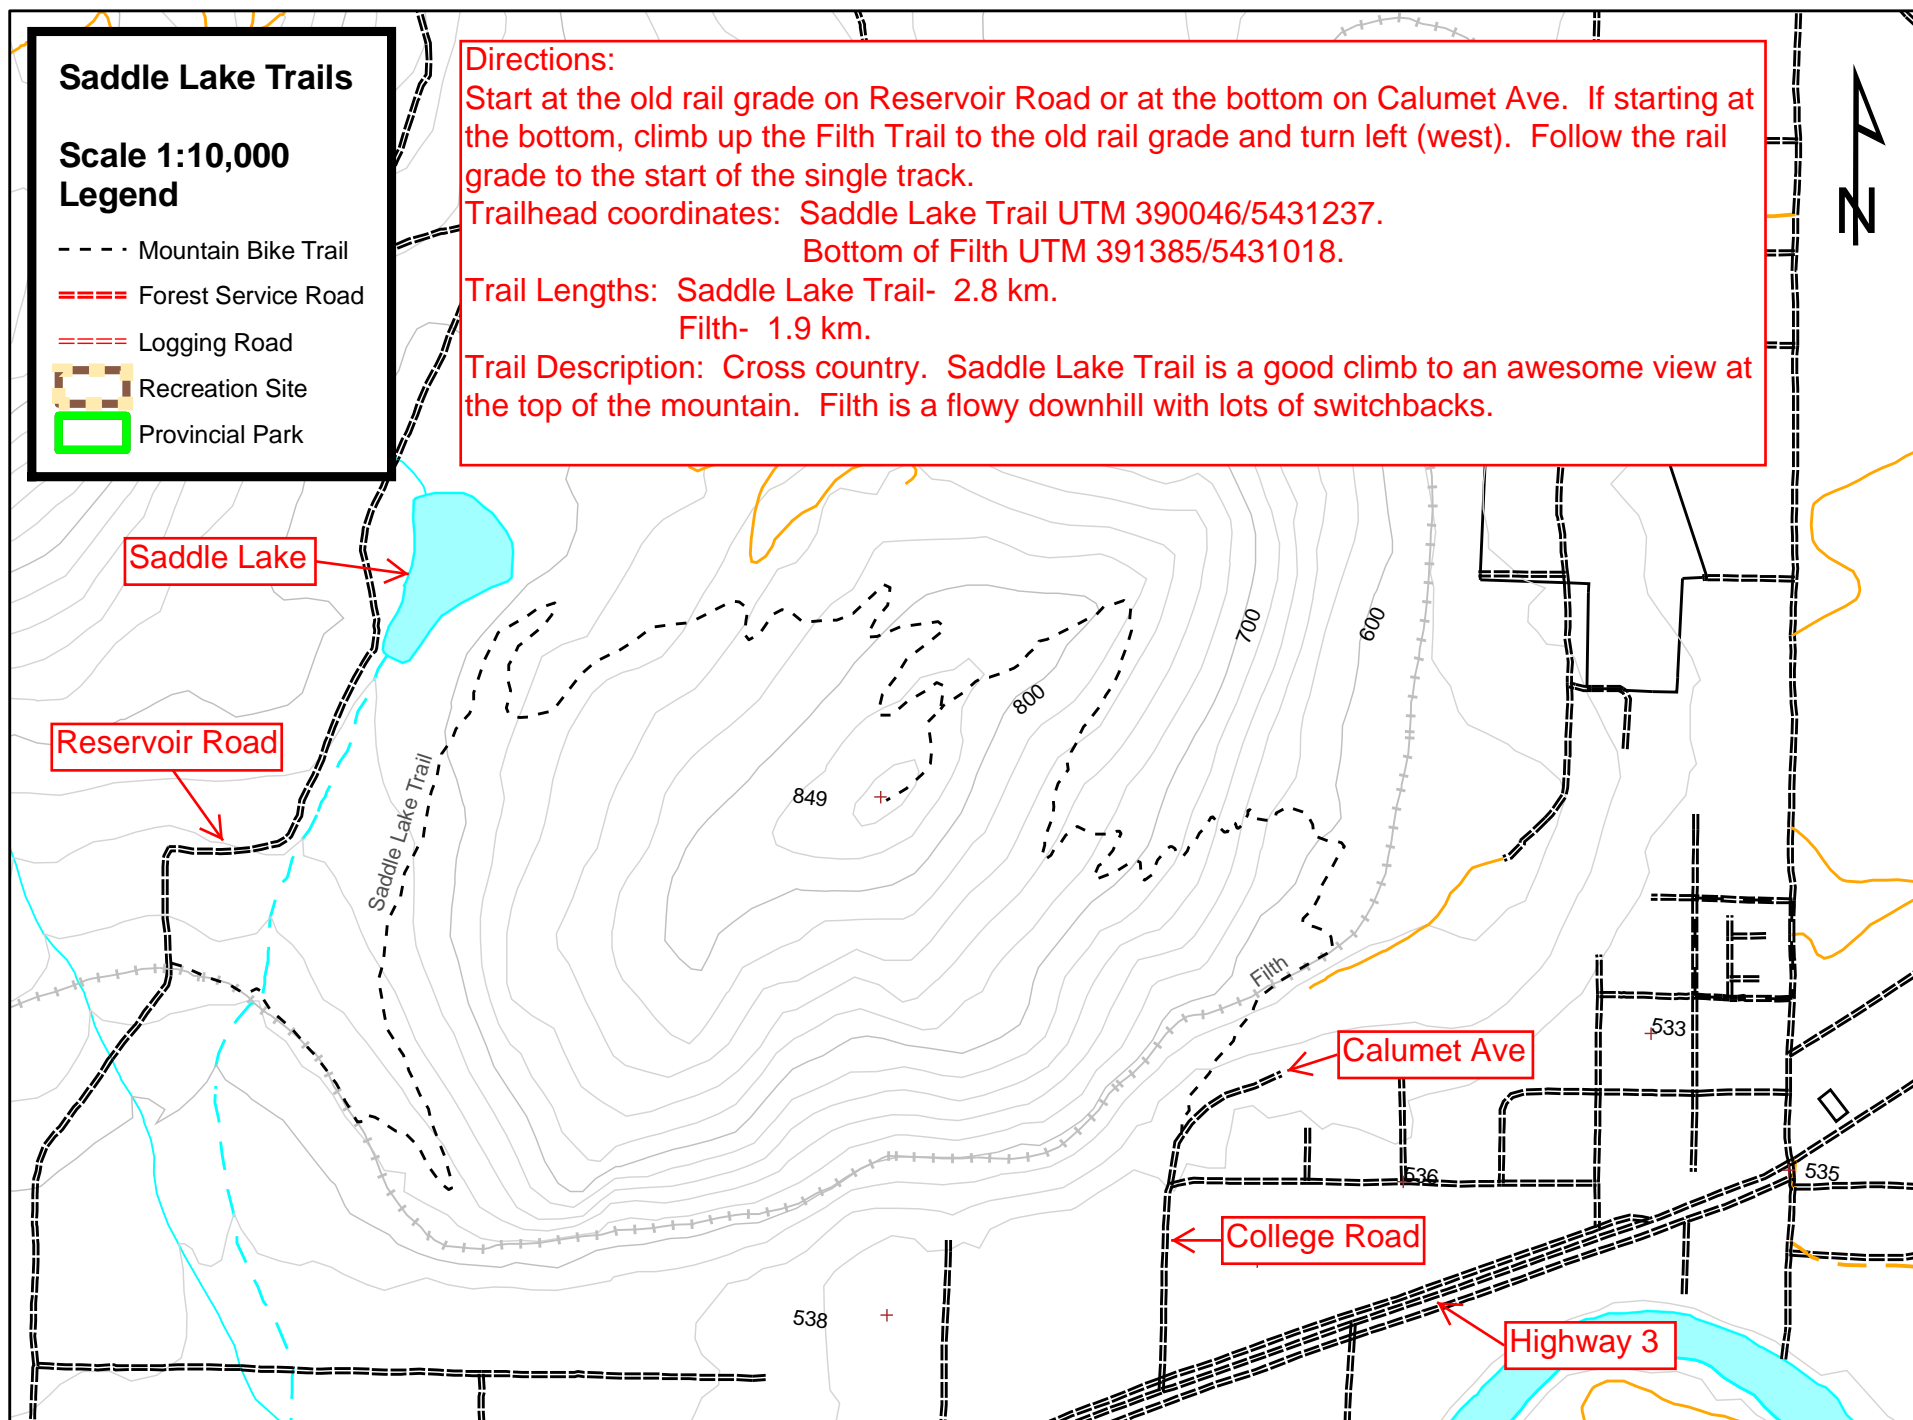 Saddle Lake Trails
Scale 1:10,000
Legend
Mountain Bike Trail
Forest Service Road
Logging Road
Recreation Site
Provincial Park
Directions:
Start at the old rail grade on Reservoir Road or at the bottom on Calumet Ave. If starting at
the bottom, climb up the Filth Trail to the old rail grade and turn left (west). Follow the rail
grade to the start of the single track.
Trailhead coordinates: Saddle Lake Trail UTM 390046/5431237.
Bottom of Filth UTM 391385/5431018.
Trail Lengths: Saddle Lake Trail- 2.8 km.
Filth- 1.9 km.
Trail Description: Cross country. Saddle Lake Trail is a good climb to an awesome view at
the top of the mountain. Filth is a flowy downhill with lots of switchbacks.
N
Saddle Lake
700
600
800
Reservoir Road
849
Saddle Lake Trail
Filth
533
Calumet Ave
536
535
College Road
538
Highway 3